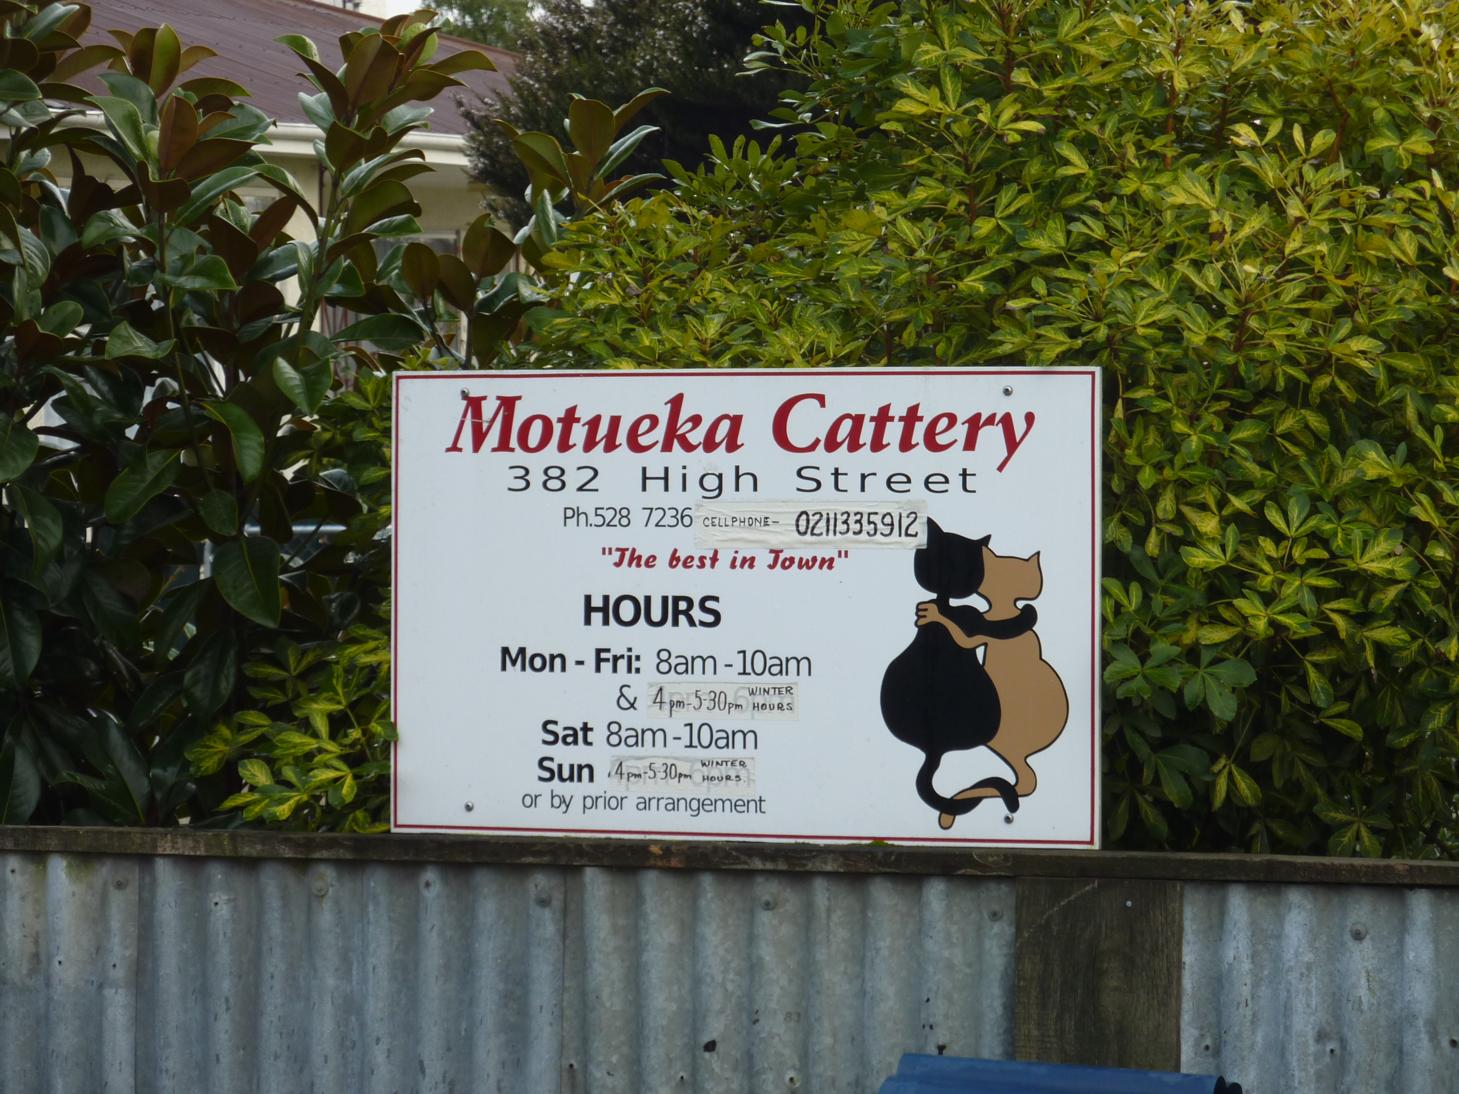 Motueka Cattery
382 High Street
Ph.528 7236 CELLPHONE- 0211335912
"The best in Town"
HOURS
Mon - Fri: 8am -10am
& 4pm-5-30pm WINTER HOURS
Sat 8am -10am
Sun 4pm-5-30pm WINTER HOURS.
or by prior arrangement